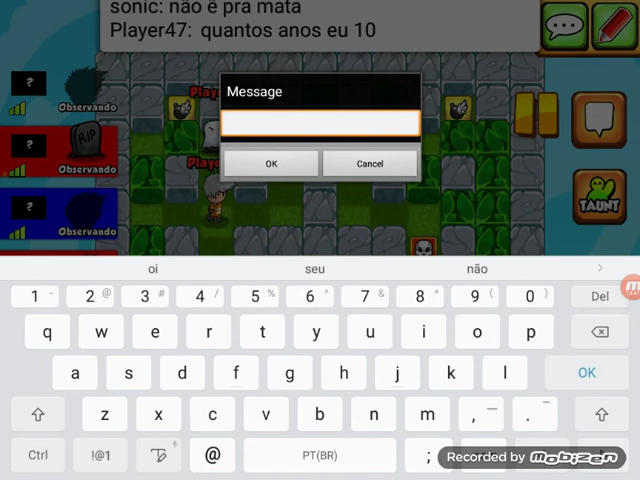 sonic: não ê pra mata
Player47: quantos anos eu 10
?
Observando
Play
Message
RIP
Observando
Playe
OK
Cancel
TAUNT
?
Observando
oi seu não
1 - 2 @ 3 # 4 / 5 % 6 ^ 7 & 8 * 9 ( 0 ) Del
q w e r t y u i o p
a s d f g h j k l OK
z x c v b n m , .
Ctrl !@1 @ PT(BR) ;
Recorded by Mobizen